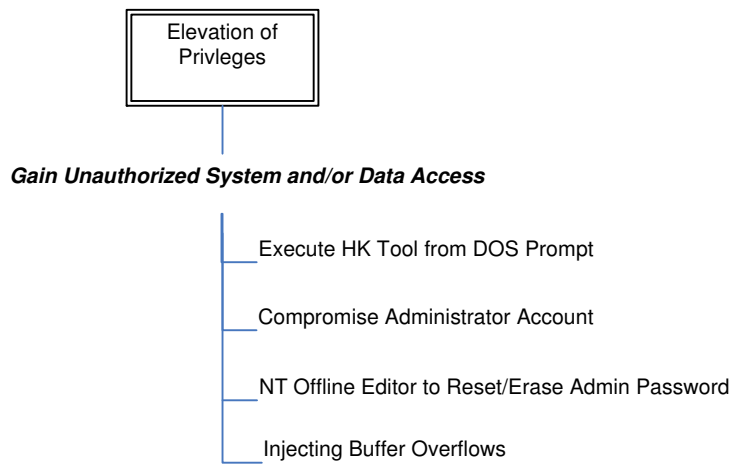 Elevation of
Privleges
Gain Unauthorized System and/or Data Access
Execute HK Tool from DOS Prompt
Compromise Administrator Account
NT Offline Editor to Reset/Erase Admin Password
Injecting Buffer Overflows